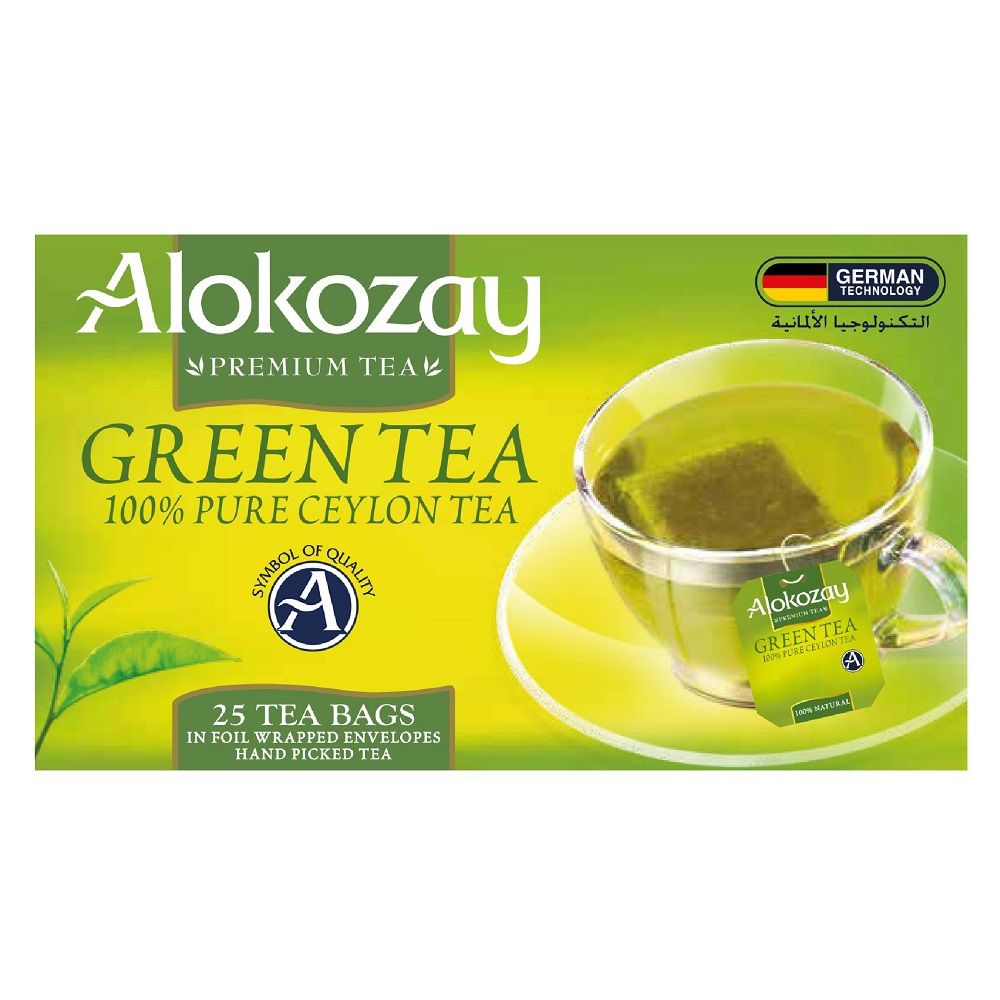 Alokozay
PREMIUM TEA
GREEN TEA
100% PURE CEYLON TEA
SYMBOL OF QUALITY
A
25 TEA BAGS
IN FOIL WRAPPED ENVELOPES
HAND PICKED TEA
GERMAN
TECHNOLOGY
التكنولوجيا الألمانية
Alokozay
PREMIUM TEA
GREEN TEA
100% PURE CEYLON TEA
A
100% NATURAL